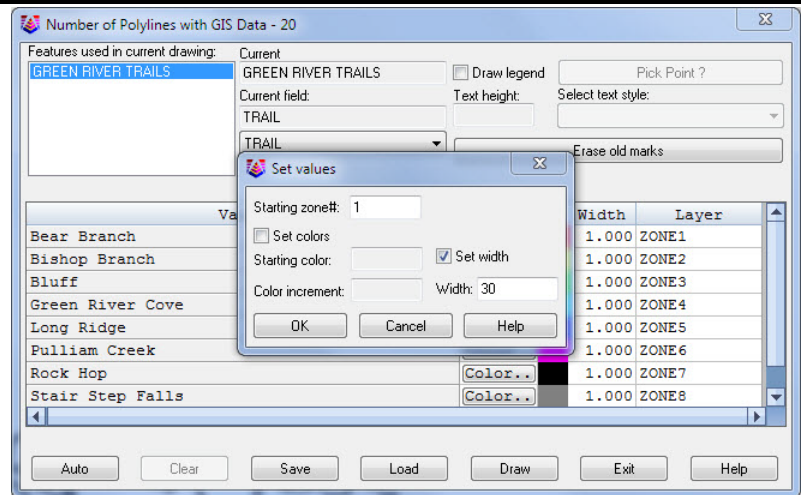 Number of Polylines with GIS Data - 20
Features used in current drawing:
GREEN RIVER TRAILS
Current
GREEN RIVER TRAILS
Draw legend
Pick Point ?
Current field:
Text height:
Select text style:
TRAIL
TRAIL
Erase old marks
Set values
Starting zone#: 1
Set colors
Starting color:
Set width
Color increment:
Width: 30
OK
Cancel
Help
Va
Width
Layer
Bear Branch
1.000 ZONE1
Bishop Branch
1.000 ZONE2
Bluff
1.000 ZONE3
Green River Cove
1.000 ZONE4
Long Ridge
1.000 ZONE5
Pulliam Creek
1.000 ZONE6
Rock Hop
Color..
1.000 ZONE7
Stair Step Falls
Color..
1.000 ZONE8
Auto
Clear
Save
Load
Draw
Exit
Help